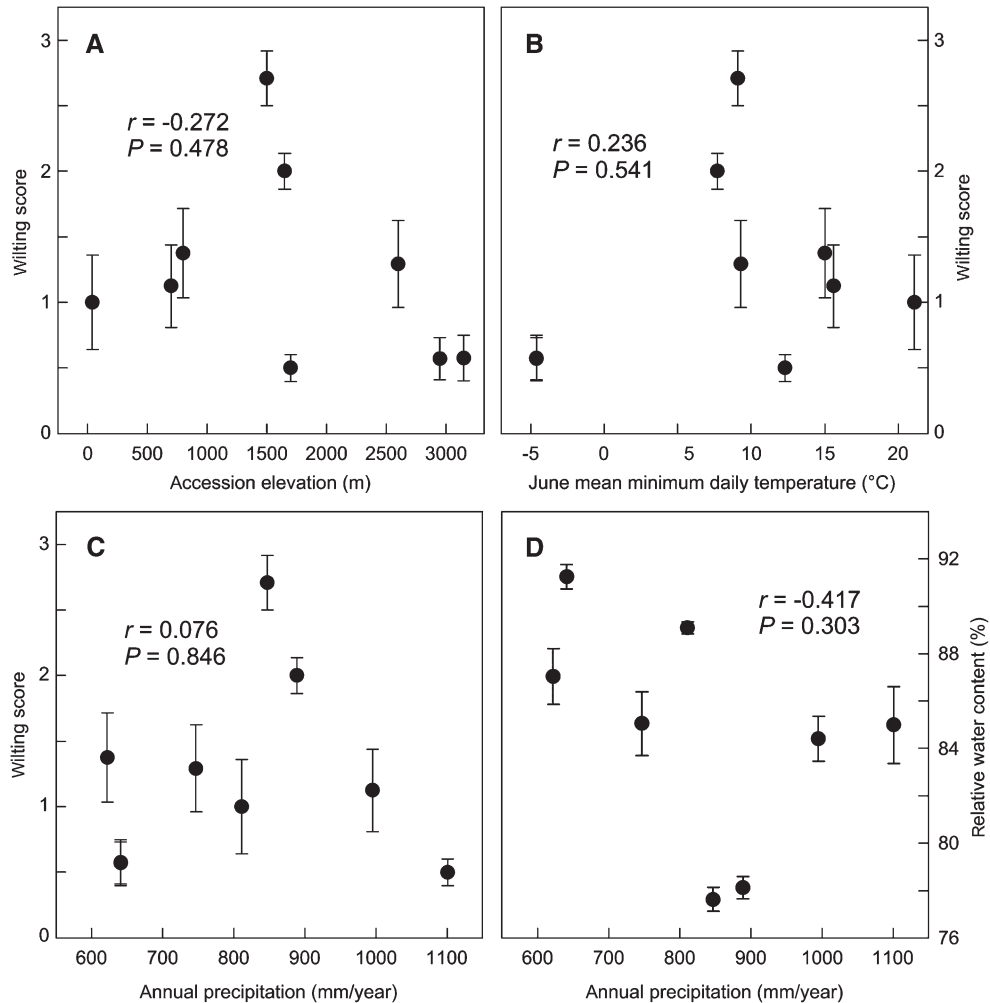 A
r = -0.272
P = 0.478
3
2
1
0
Wilting score
0 500 1000 1500 2000 2500 3000
Accession elevation (m)
B
r = 0.236
P = 0.541
3
2
1
0
Wilting score
-5 0 5 10 15 20
June mean minimum daily temperature (°C)
C
r = 0.076
P = 0.846
3
2
1
0
Wilting score
600 700 800 900 1000 1100
Annual precipitation (mm/year)
D
r = -0.417
P = 0.303
92
88
84
80
76
Relative water content (%)
600 700 800 900 1000 1100
Annual precipitation (mm/year)